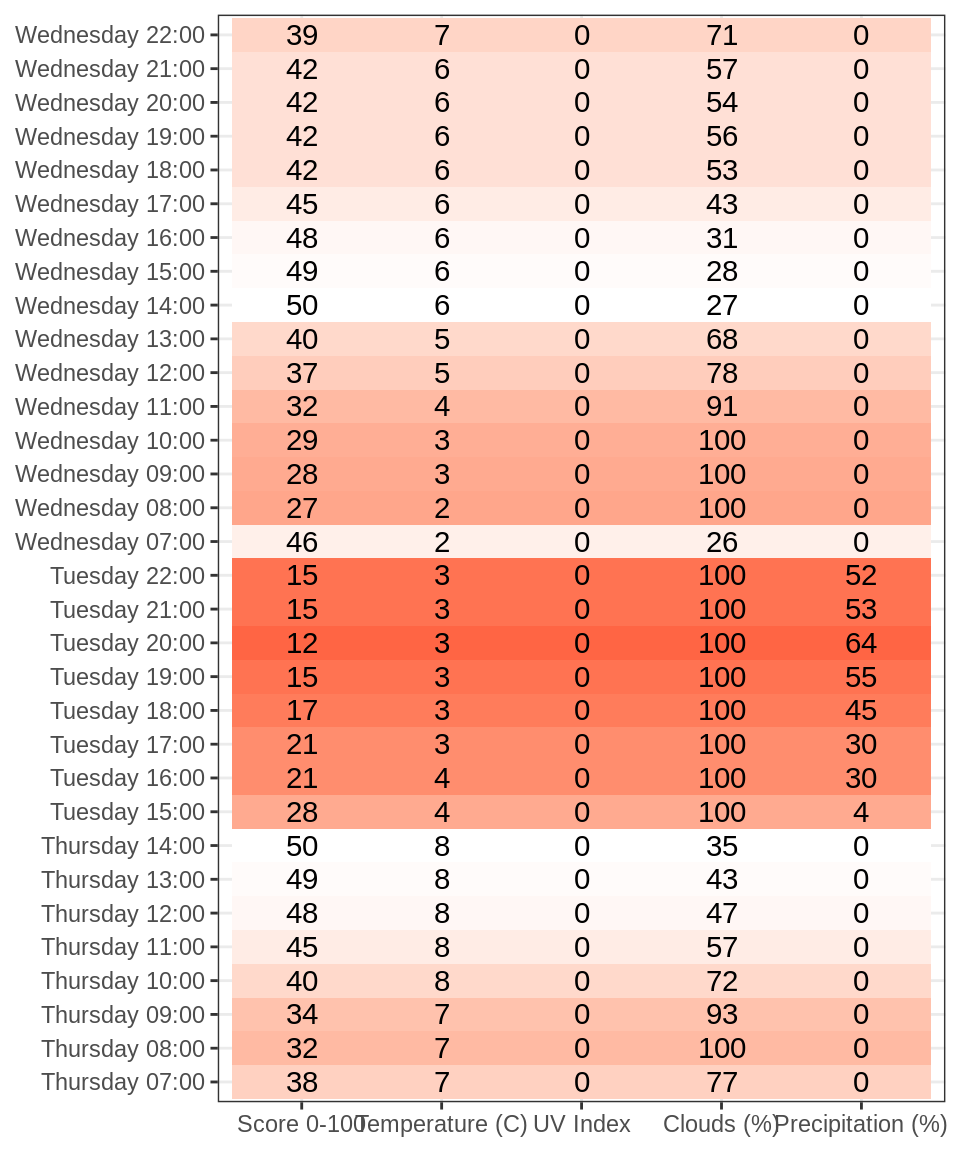 Wednesday 22:00 39 7 0 71 0
Wednesday 21:00 42 6 0 57 0
Wednesday 20:00 42 6 0 54 0
Wednesday 19:00 42 6 0 56 0
Wednesday 18:00 42 6 0 53 0
Wednesday 17:00 45 6 0 43 0
Wednesday 16:00 48 6 0 31 0
Wednesday 15:00 49 6 0 28 0
Wednesday 14:00 50 6 0 27 0
Wednesday 13:00 40 5 0 68 0
Wednesday 12:00 37 5 0 78 0
Wednesday 11:00 32 4 0 91 0
Wednesday 10:00 29 3 0 100 0
Wednesday 09:00 28 3 0 100 0
Wednesday 08:00 27 2 0 100 0
Wednesday 07:00 46 2 0 26 0
Tuesday 22:00 15 3 0 100 52
Tuesday 21:00 15 3 0 100 53
Tuesday 20:00 12 3 0 100 64
Tuesday 19:00 15 3 0 100 55
Tuesday 18:00 17 3 0 100 45
Tuesday 17:00 21 3 0 100 30
Tuesday 16:00 21 4 0 100 30
Tuesday 15:00 28 4 0 100 4
Thursday 14:00 50 8 0 35 0
Thursday 13:00 49 8 0 43 0
Thursday 12:00 48 8 0 47 0
Thursday 11:00 45 8 0 57 0
Thursday 10:00 40 8 0 72 0
Thursday 09:00 34 7 0 93 0
Thursday 08:00 32 7 0 100 0
Thursday 07:00 38 7 0 77 0
Score 0-100 Temperature (C) UV Index Clouds (%) Precipitation (%)